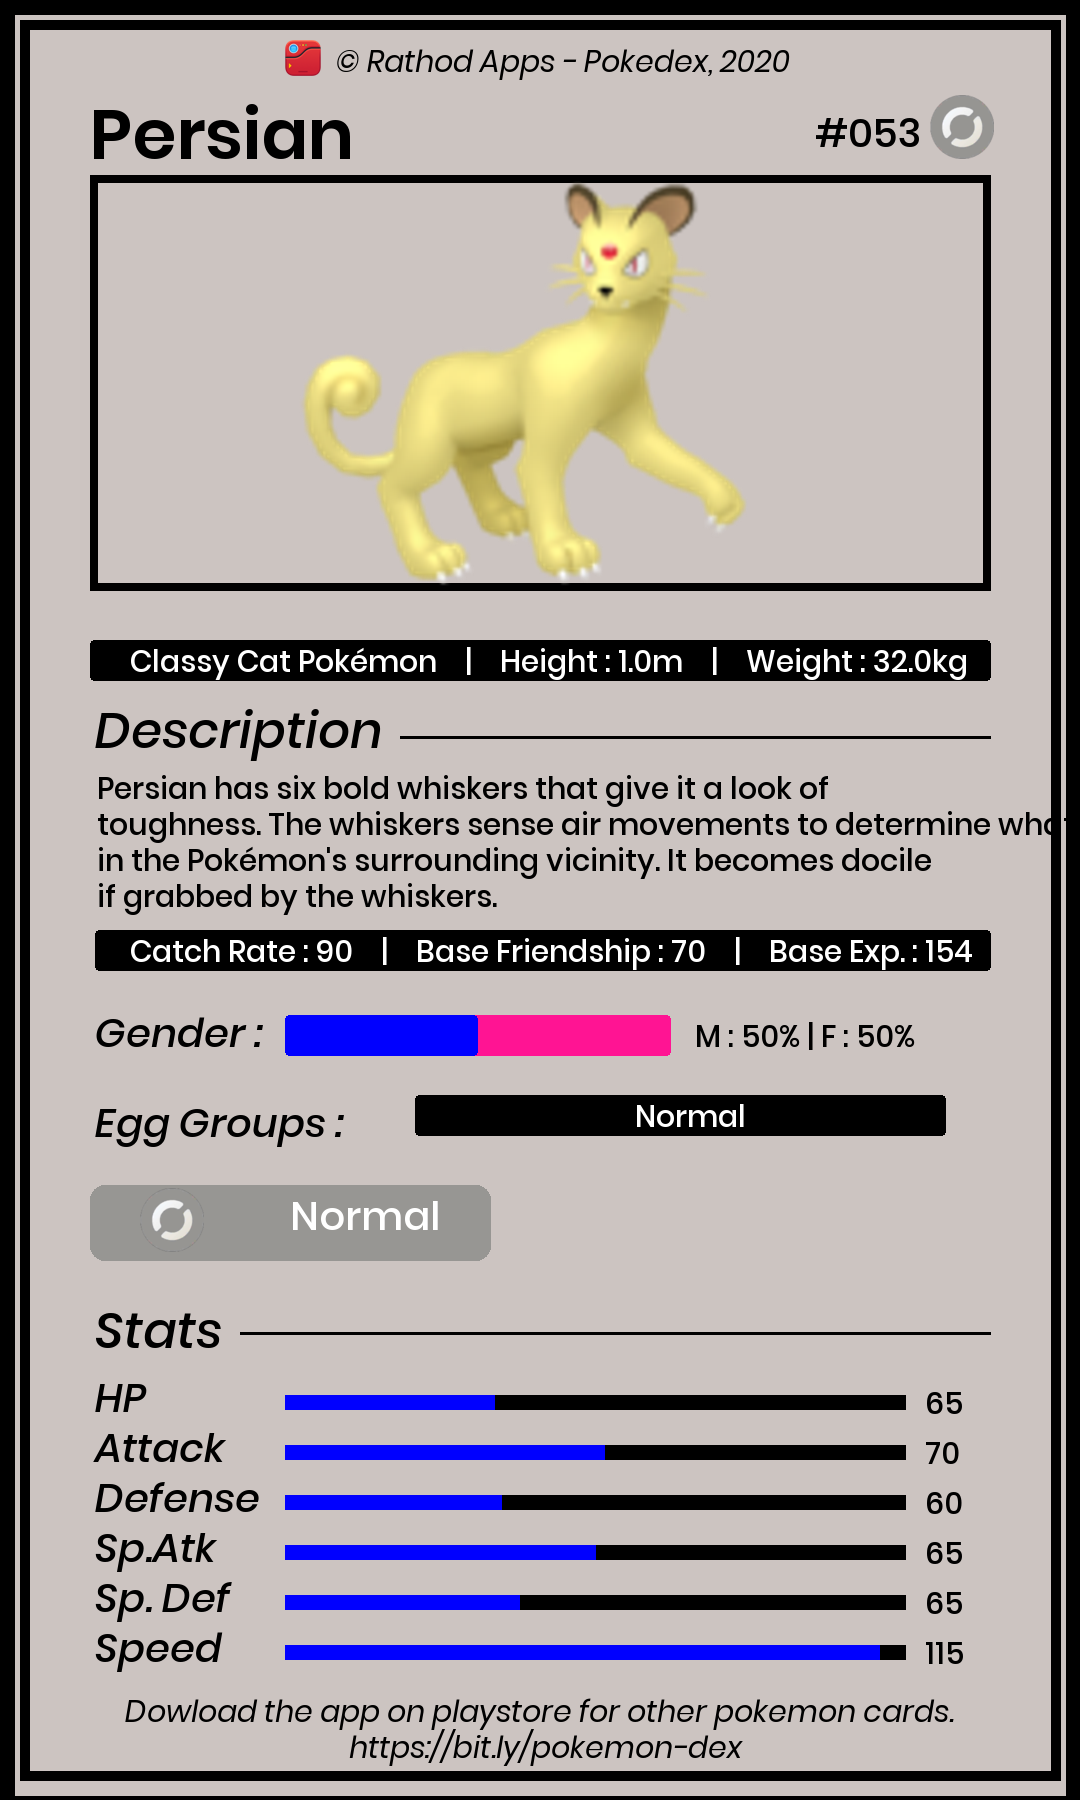 © Rathod Apps - Pokedex, 2020
Persian
#053
Classy Cat Pokémon | Height : 1.0m | Weight : 32.0kg
Description
Persian has six bold whiskers that give it a look of
toughness. The whiskers sense air movements to determine what
in the Pokémon's surrounding vicinity. It becomes docile
if grabbed by the whiskers.
Catch Rate : 90 | Base Friendship : 70 | Base Exp. : 154
Gender : M : 50% | F : 50%
Egg Groups : Normal
Normal
Stats
HP 65
Attack 70
Defense 60
Sp.Atk 65
Sp. Def 65
Speed 115
Dowload the app on playstore for other pokemon cards.
https://bit.ly/pokemon-dex